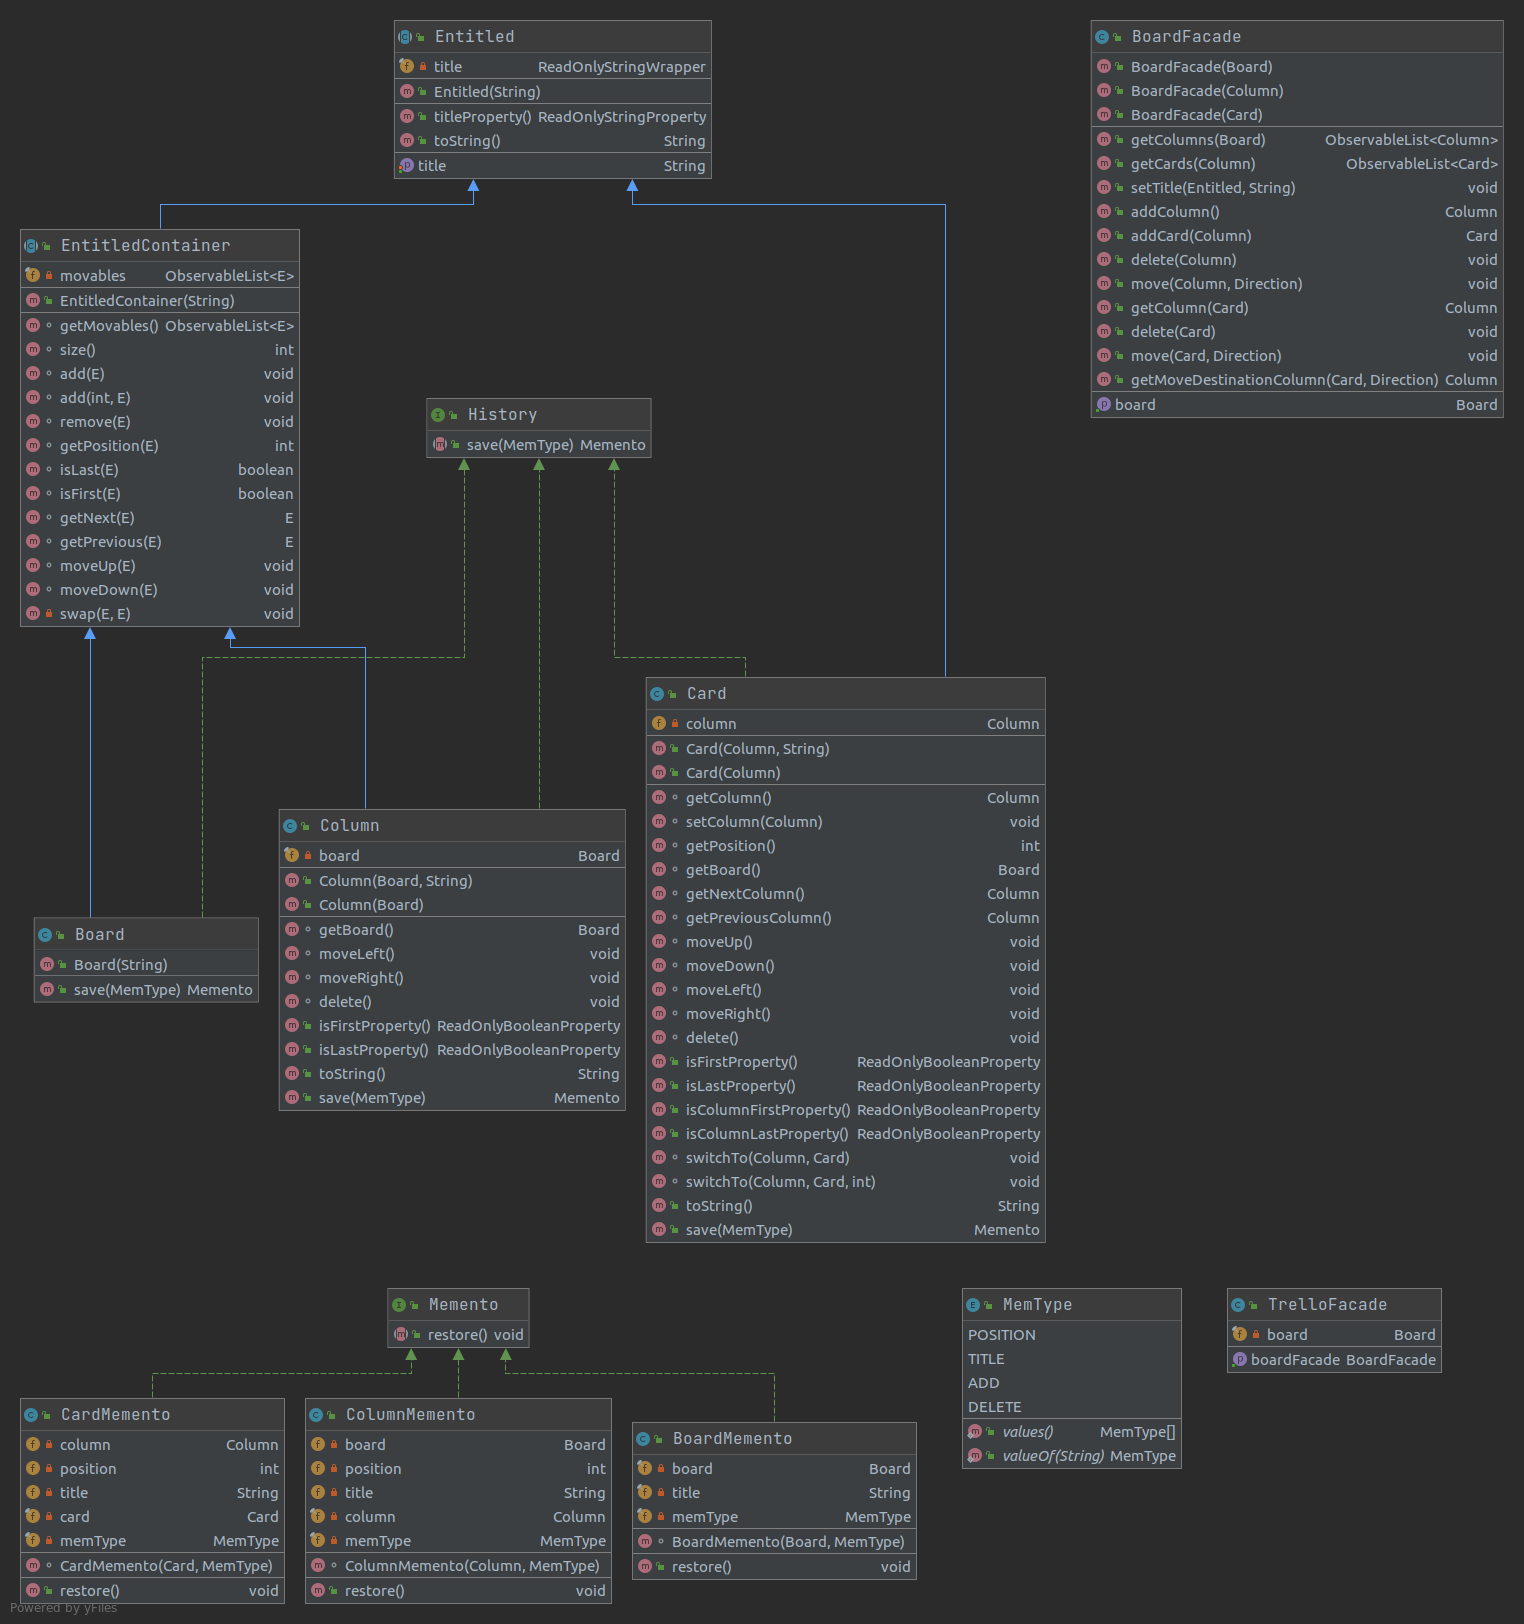 Entitled
title ReadOnlyStringWrapper
Entitled(String)
titleProperty() ReadOnlyStringProperty
toString() String
title String
BoardFacade
BoardFacade(Board)
BoardFacade(Column)
BoardFacade(Card)
getColumns(Board) ObservableList<Column>
getCards(Column) ObservableList<Card>
setTitle(Entitled, String) void
addColumn() Column
addCard(Column) Card
delete(Column) void
move(Column, Direction) void
getColumn(Card) Column
delete(Card) void
move(Card, Direction) void
getMoveDestinationColumn(Card, Direction) Column
board Board
EntitledContainer
movables ObservableList<E>
EntitledContainer(String)
getMovables() ObservableList<E>
size() int
add(E) void
add(int, E) void
remove(E) void
getPosition(E) int
isLast(E) boolean
isFirst(E) boolean
getNext(E) E
getPrevious(E) E
moveUp(E) void
moveDown(E) void
swap(E, E) void
History
save(MemType) Memento
Card
column Column
Card(Column, String)
Card(Column)
getColumn() Column
setColumn(Column) void
getPosition() int
getBoard() Board
getNextColumn() Column
getPreviousColumn() Column
moveUp() void
moveDown() void
moveLeft() void
moveRight() void
delete() void
isFirstProperty() ReadOnlyBooleanProperty
isLastProperty() ReadOnlyBooleanProperty
isColumnFirstProperty() ReadOnlyBooleanProperty
isColumnLastProperty() ReadOnlyBooleanProperty
switchTo(Column, Card) void
switchTo(Column, Card, int) void
toString() String
save(MemType) Memento
Column
board Board
Column(Board, String)
Column(Board)
getBoard() Board
moveLeft() void
moveRight() void
delete() void
isFirstProperty() ReadOnlyBooleanProperty
isLastProperty() ReadOnlyBooleanProperty
toString() String
save(MemType) Memento
Board
Board(String)
save(MemType) Memento
Memento
restore() void
MemType
POSITION
TITLE
ADD
DELETE
values() MemType[]
valueOf(String) MemType
TrelloFacade
board Board
boardFacade BoardFacade
CardMemento
column Column
position int
title String
card Card
memType MemType
CardMemento(Card, MemType)
restore() void
ColumnMemento
board Board
position int
title String
column Column
memType MemType
ColumnMemento(Column, MemType)
restore() void
BoardMemento
board Board
title String
memType MemType
BoardMemento(Board, MemType)
restore() void
Powered by yFiles